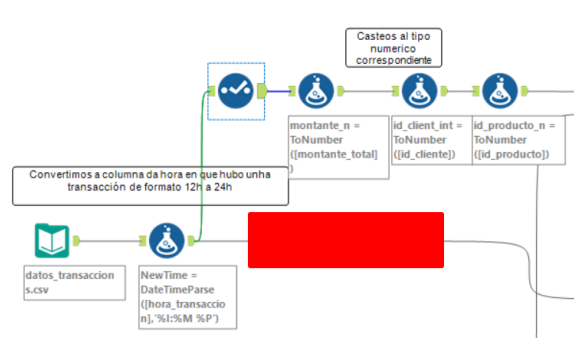 Casteos al tipo
numerico
correspondiente
montante_n =
ToNumber
([montante_total]
)
id_client_int =
ToNumber
([id_cliente])
id_producto_n =
ToNumber
([id_producto])
Convertimos a columna da hora en que hubo unha
transacción de formato 12h a 24h
datos_transaccion
s.csv
NewTime =
DateTimeParse
([hora_transaccio
n],'%I:%M %P')